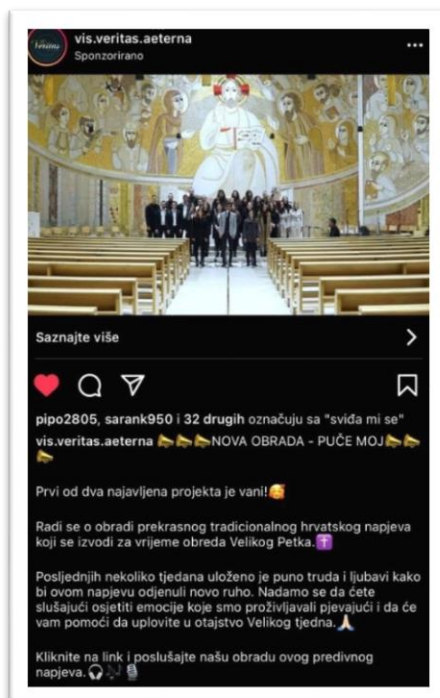 Veritas
vis.veritas.aeterna
Sponzorirano
Saznajte više
pipo2805, sarank950 i 32 drugih označuju sa "sviđa mi se"
vis.veritas.aeterna 📣📣📣NOVA OBRADA - PUČE MOJ📣📣
📣
Prvi od dva najavljena projekta je vani!🥰
Radi se o obradi prekrasnog tradicionalnog hrvatskog napjeva
koji se izvodi za vrijeme obreda Velikog Petka.✝️
Posljednjih nekoliko tjedana uloženo je puno truda i ljubavi kako
bi ovom napjevu odjenuli novo ruho. Nadamo se da ćete
slušajući osjetiti emocije koje smo proživljavali pjevajući i da će
vam pomoći da uplovite u otajstvo Velikog tjedna.🙏🏻
Kliknite na link i poslušajte našu obradu ovog predivnog
napjeva.🎧🎶🎙️